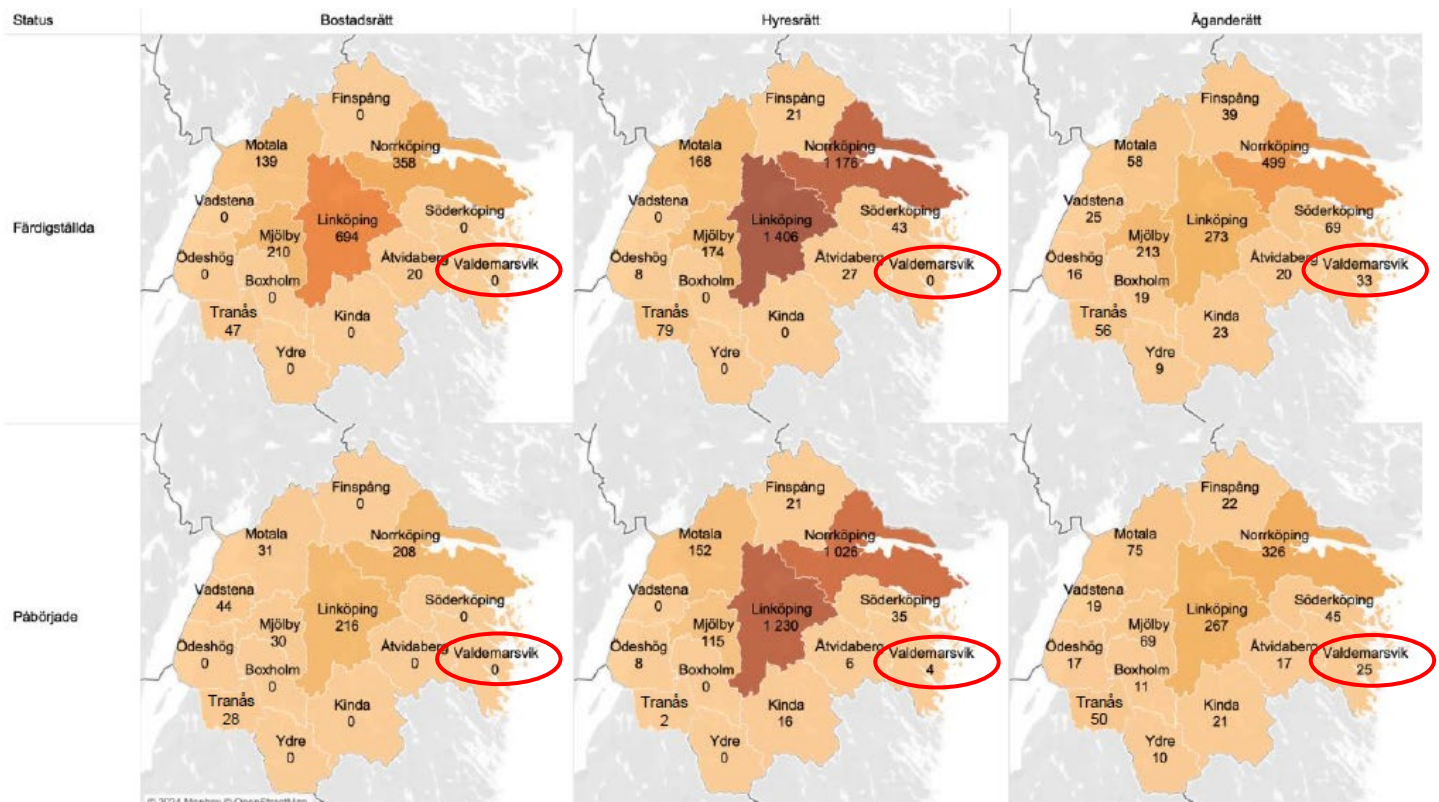 Status
Bostadsrätt
Hyresrätt
Äganderätt
Färdigställda
Finspång
0
Motala
139
Norrköping
358
Vadstena
0
Linköping
694
Söderköping
0
Mjölby
210
Ödeshög
0
Åtvidaberg
20
Valdemarsvik
0
Boxholm
0
Tranås
47
Kinda
0
Ydre
0
Finspång
21
Motala
168
Norrköping
1 176
Vadstena
0
Linköping
1 406
Söderköping
43
Mjölby
174
Ödeshög
8
Åtvidaberg
27
Valdemarsvik
0
Boxholm
0
Tranås
79
Kinda
0
Ydre
0
Finspång
39
Motala
58
Norrköping
499
Vadstena
25
Linköping
273
Söderköping
69
Mjölby
213
Ödeshög
16
Åtvidaberg
20
Valdemarsvik
33
Boxholm
19
Tranås
56
Kinda
23
Ydre
9
Påbörjade
Finspång
0
Motala
31
Norrköping
208
Vadstena
44
Linköping
216
Söderköping
0
Mjölby
30
Ödeshög
0
Åtvidaberg
0
Valdemarsvik
0
Boxholm
0
Tranås
28
Kinda
0
Ydre
0
© 2024 Mapbox © OpenStreetMap
Finspång
21
Motala
152
Norrköping
1 026
Vadstena
0
Linköping
1 230
Söderköping
35
Mjölby
115
Ödeshög
8
Åtvidaberg
6
Valdemarsvik
4
Boxholm
0
Tranås
2
Kinda
16
Ydre
0
Finspång
22
Motala
75
Norrköping
326
Vadstena
19
Linköping
267
Söderköping
45
Mjölby
69
Ödeshög
17
Åtvidaberg
17
Valdemarsvik
25
Boxholm
11
Tranås
50
Kinda
21
Ydre
10